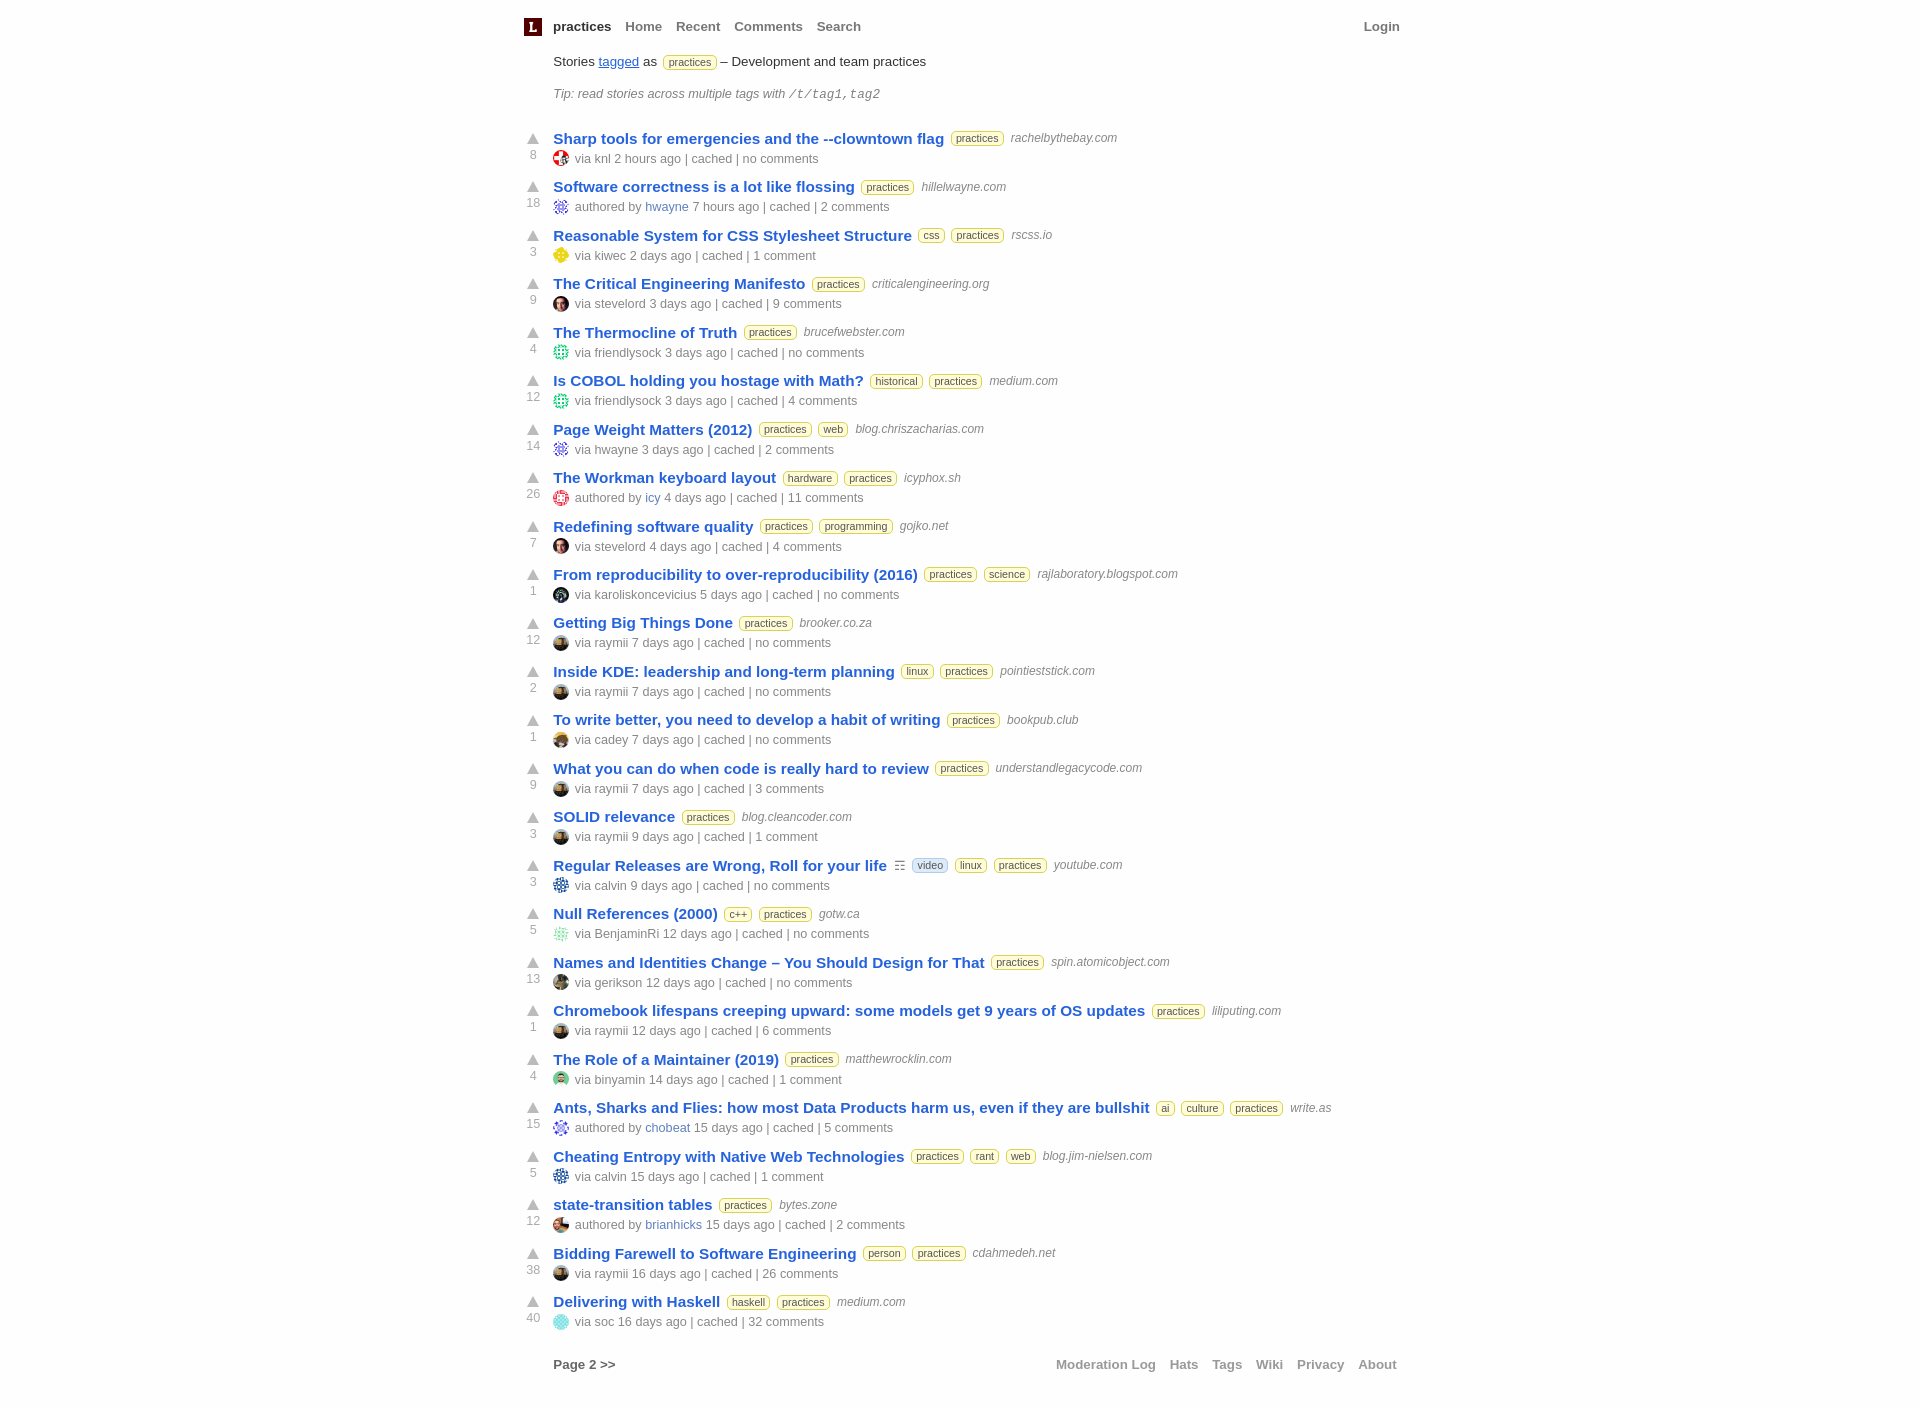 L practices Home Recent Comments Search Login
Stories tagged as practices – Development and team practices
Tip: read stories across multiple tags with /t/tag1,tag2
Sharp tools for emergencies and the --clowntown flag practices rachelbythebay.com
8 via knl 2 hours ago | cached | no comments
Software correctness is a lot like flossing practices hillelwayne.com
18 authored by hwayne 7 hours ago | cached | 2 comments
Reasonable System for CSS Stylesheet Structure css practices rscss.io
3 via kiwec 2 days ago | cached | 1 comment
The Critical Engineering Manifesto practices criticalengineering.org
9 via stevelord 3 days ago | cached | 9 comments
The Thermocline of Truth practices brucefwebster.com
4 via friendlysock 3 days ago | cached | no comments
Is COBOL holding you hostage with Math? historical practices medium.com
12 via friendlysock 3 days ago | cached | 4 comments
Page Weight Matters (2012) practices web blog.chriszacharias.com
14 via hwayne 3 days ago | cached | 2 comments
The Workman keyboard layout hardware practices icyphox.sh
26 authored by icy 4 days ago | cached | 11 comments
Redefining software quality practices programming gojko.net
7 via stevelord 4 days ago | cached | 4 comments
From reproducibility to over-reproducibility (2016) practices science rajlaboratory.blogspot.com
1 via karoliskoncevicius 5 days ago | cached | no comments
Getting Big Things Done practices brooker.co.za
12 via raymii 7 days ago | cached | no comments
Inside KDE: leadership and long-term planning linux practices pointieststick.com
2 via raymii 7 days ago | cached | no comments
To write better, you need to develop a habit of writing practices bookpub.club
1 via cadey 7 days ago | cached | no comments
What you can do when code is really hard to review practices understandlegacycode.com
9 via raymii 7 days ago | cached | 3 comments
SOLID relevance practices blog.cleancoder.com
3 via raymii 9 days ago | cached | 1 comment
Regular Releases are Wrong, Roll for your life ☶ video linux practices youtube.com
3 via calvin 9 days ago | cached | no comments
Null References (2000) c++ practices gotw.ca
5 via BenjaminRi 12 days ago | cached | no comments
Names and Identities Change – You Should Design for That practices spin.atomicobject.com
13 via gerikson 12 days ago | cached | no comments
Chromebook lifespans creeping upward: some models get 9 years of OS updates practices liliputing.com
1 via raymii 12 days ago | cached | 6 comments
The Role of a Maintainer (2019) practices matthewrocklin.com
4 via binyamin 14 days ago | cached | 1 comment
Ants, Sharks and Flies: how most Data Products harm us, even if they are bullshit ai culture practices write.as
15 authored by chobeat 15 days ago | cached | 5 comments
Cheating Entropy with Native Web Technologies practices rant web blog.jim-nielsen.com
5 via calvin 15 days ago | cached | 1 comment
state-transition tables practices bytes.zone
12 authored by brianhicks 15 days ago | cached | 2 comments
Bidding Farewell to Software Engineering person practices cdahmedeh.net
38 via raymii 16 days ago | cached | 26 comments
Delivering with Haskell haskell practices medium.com
40 via soc 16 days ago | cached | 32 comments
Page 2 >> Moderation Log Hats Tags Wiki Privacy About